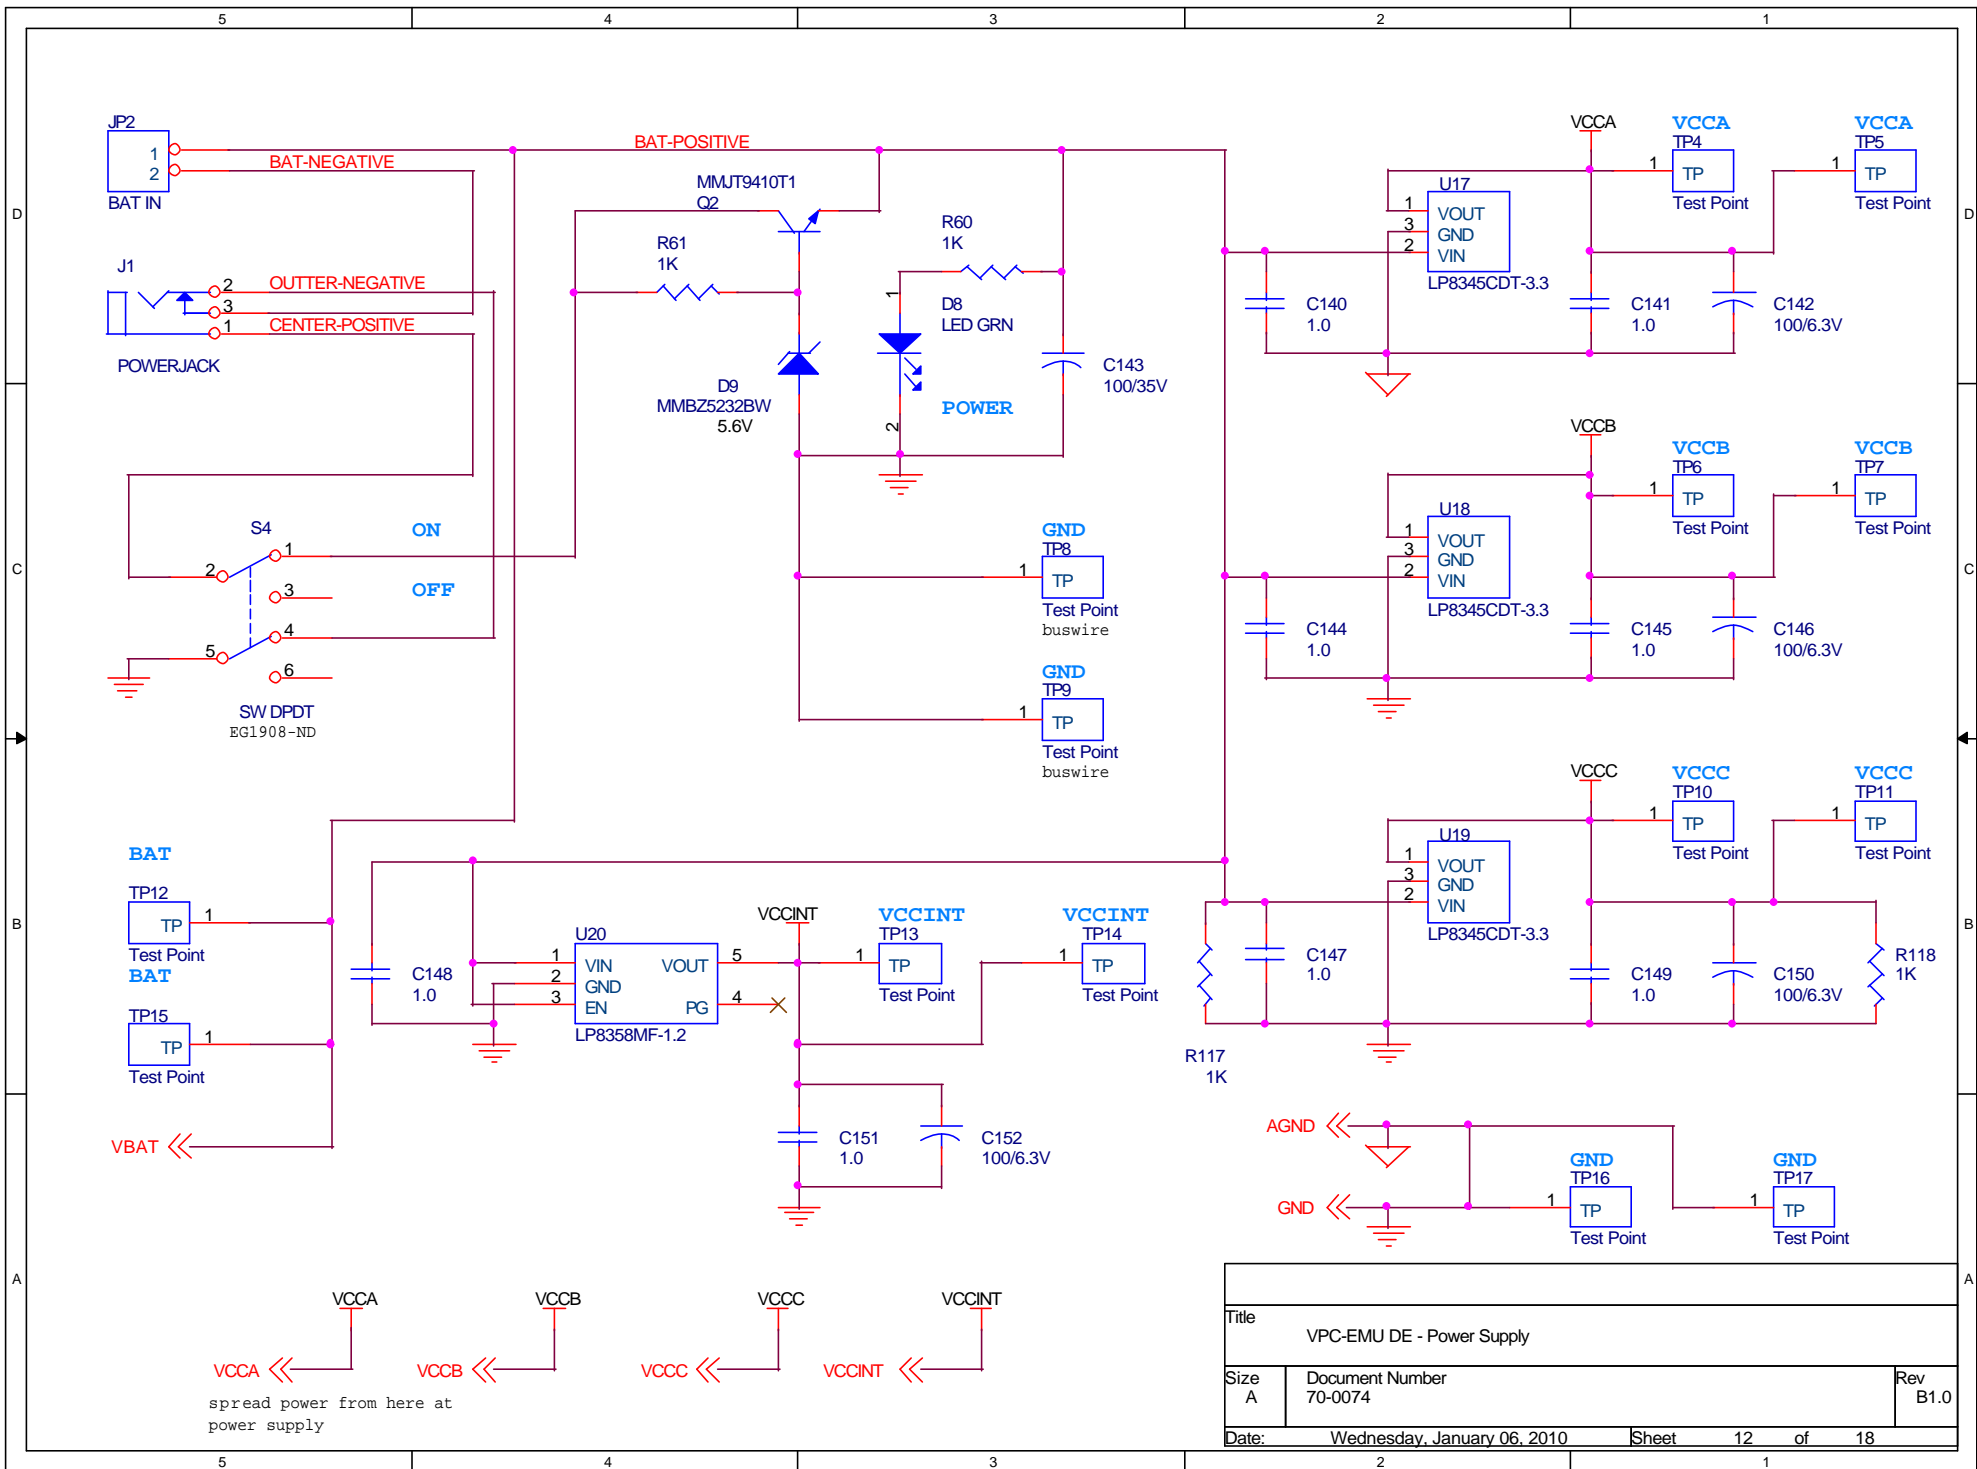 5 4 3 2 1
D D
C C
B B
A A
JP2
1
2
BAT IN
BAT-NEGATIVE
BAT-POSITIVE
J1
2
3
1
OUTTER-NEGATIVE
CENTER-POSITIVE
POWERJACK
MMJT9410T1
Q2
R61
1K
R60
1K
1
D8
LED GRN
2
POWER
D9
MMBZ5232BW
5.6V
C143
100/35V
S4
ON
OFF
1
2
3
4
5
6
SW DPDT
EG1908-ND
GND
TP8
1
TP
Test Point
buswire
GND
TP9
1
TP
Test Point
buswire
VCCA
VCCA
TP4
1
TP
Test Point
VCCA
TP5
1
TP
Test Point
U17
1 VOUT
3 GND
2 VIN
LP8345CDT-3.3
C140
1.0
C141
1.0
C142
100/6.3V
VCCB
VCCB
TP6
1
TP
Test Point
VCCB
TP7
1
TP
Test Point
U18
1 VOUT
3 GND
2 VIN
LP8345CDT-3.3
C144
1.0
C145
1.0
C146
100/6.3V
VCCC
VCCC
TP10
1
TP
Test Point
VCCC
TP11
1
TP
Test Point
U19
1 VOUT
3 GND
2 VIN
LP8345CDT-3.3
R117
1K
C147
1.0
C149
1.0
C150
100/6.3V
R118
1K
BAT
TP12
TP
1
Test Point
BAT
TP15
TP
1
Test Point
VBAT
C148
1.0
U20
1 VIN VOUT 5
2 GND
3 EN PG 4
LP8358MF-1.2
VCCINT
VCCINT
TP13
1
TP
Test Point
VCCINT
TP14
1
TP
Test Point
C151
1.0
C152
100/6.3V
AGND
GND
GND
TP16
1
TP
Test Point
GND
TP17
1
TP
Test Point
VCCA VCCB VCCC VCCINT
VCCA VCCB VCCC VCCINT
spread power from here at
power supply
Title
VPC-EMU DE - Power Supply
Size Document Number Rev
A 70-0074 B1.0
Date: Wednesday, January 06, 2010 Sheet 12 of 18
5 4 3 2 1